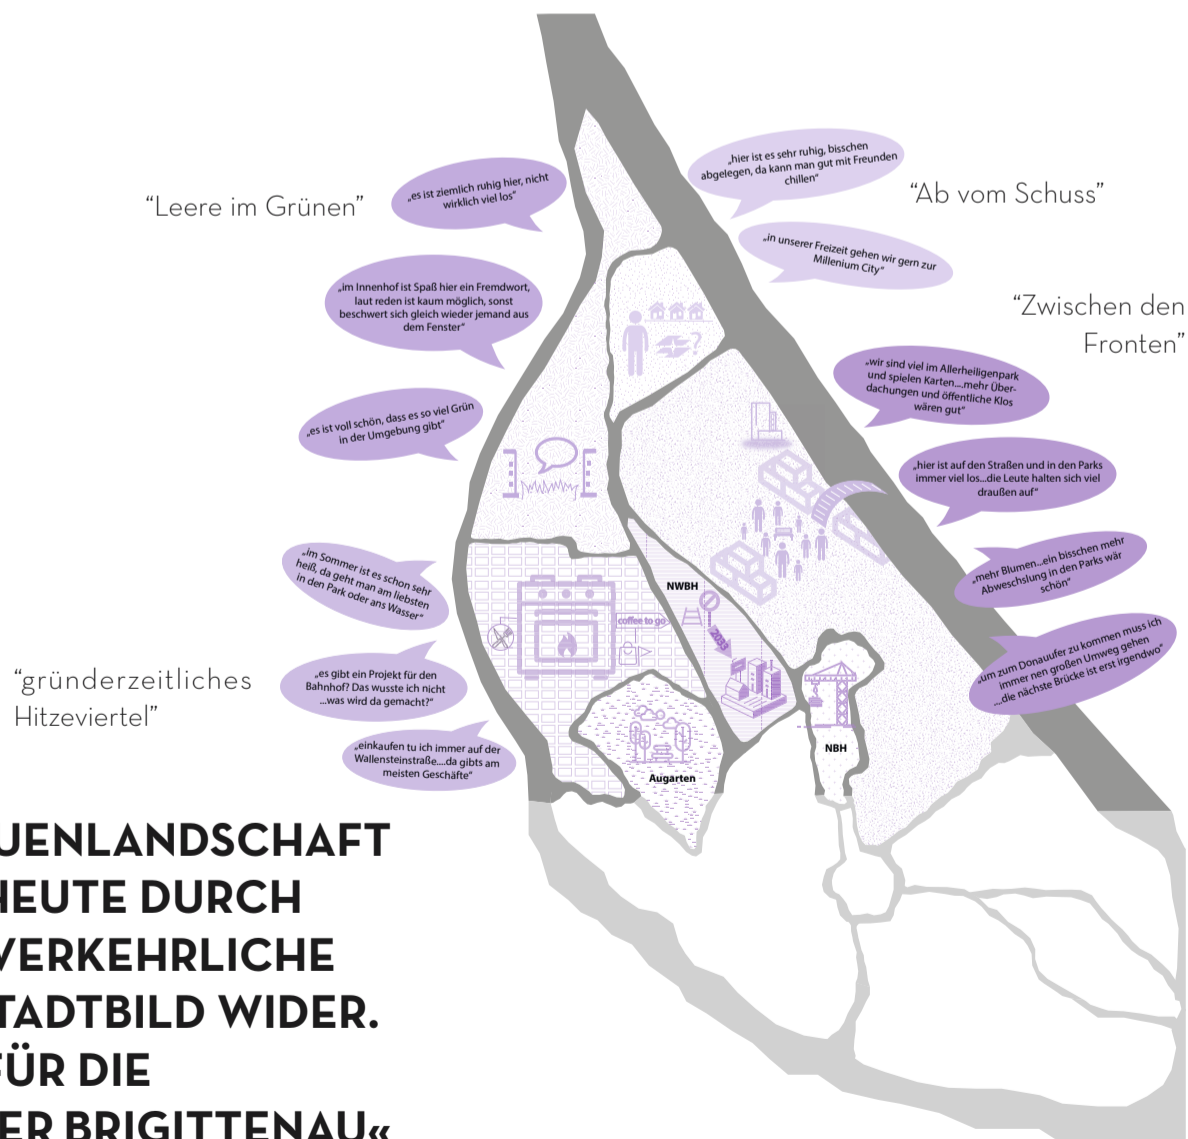 “Leere im Grünen”
„es ist ziemlich ruhig hier, nicht
wirklich viel los“
„im Innenhof ist Spaß hier ein Fremdwort,
laut reden ist kaum möglich, sonst
beschwert sich gleich wieder jemand aus
dem Fenster“
„es ist voll schön, dass es so viel Grün
in der Umgebung gibt“
„hier ist es sehr ruhig, bisschen
abgelegen, da kann man gut mit Freunden
chillen“
“Ab vom Schuss”
„in unserer Freizeit gehen wir gern zur
Millenium City“
“Zwischen den
Fronten”
„wir sind viel im Allerheiligenpark
und spielen Karten....mehr Über-
dachungen und öffentliche Klos
wären gut“
„hier ist auf den Straßen und in den Parks
immer viel los...die Leute halten sich viel
draußen auf“
„mehr Blumen...ein bisschen mehr
Abweschslung in den Parks wär
schön“
„um zum Donauufer zu kommen muss ich
immer nen großen Umweg gehen
....die nächste Brücke ist erst irgendwo“
?
NWBH
2033
coffee to go
NBH
Augarten
“gründerzeitliches
Hitzeviertel”
„im Sommer ist es schon sehr
heiß, da geht man am liebsten
in den Park oder ans Wasser“
„es gibt ein Projekt für den
Bahnhof? Das wusste ich nicht
...was wird da gemacht?“
„einkaufen tu ich immer auf der
Wallensteinstraße....da gibts am
meisten Geschäfte“
UENLANDSCHAFT
HEUTE DURCH
VERKEHRLICHE
TADTBILD WIDER.
FÜR DIE
ER BRIGITTENAU«